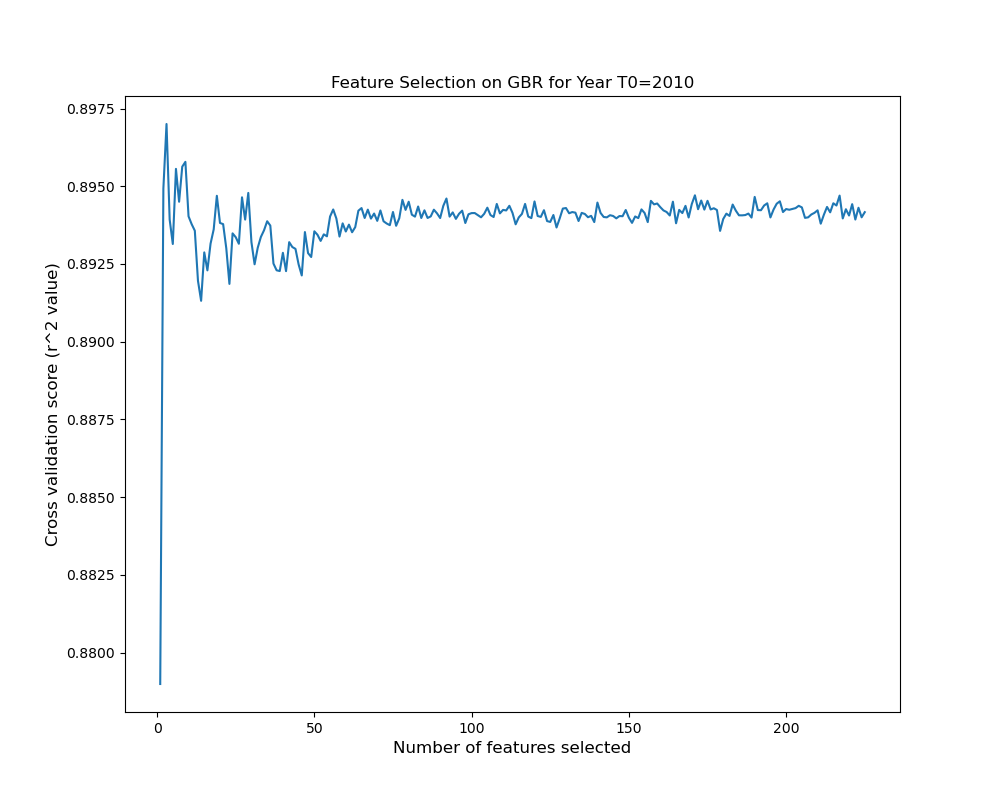 Feature Selection on GBR for Year T0=2010
0.8975
0.8950
0.8925
0.8900
0.8875
0.8850
0.8825
0.8800
Cross validation score (r^2 value)
0 50 100 150 200
Number of features selected